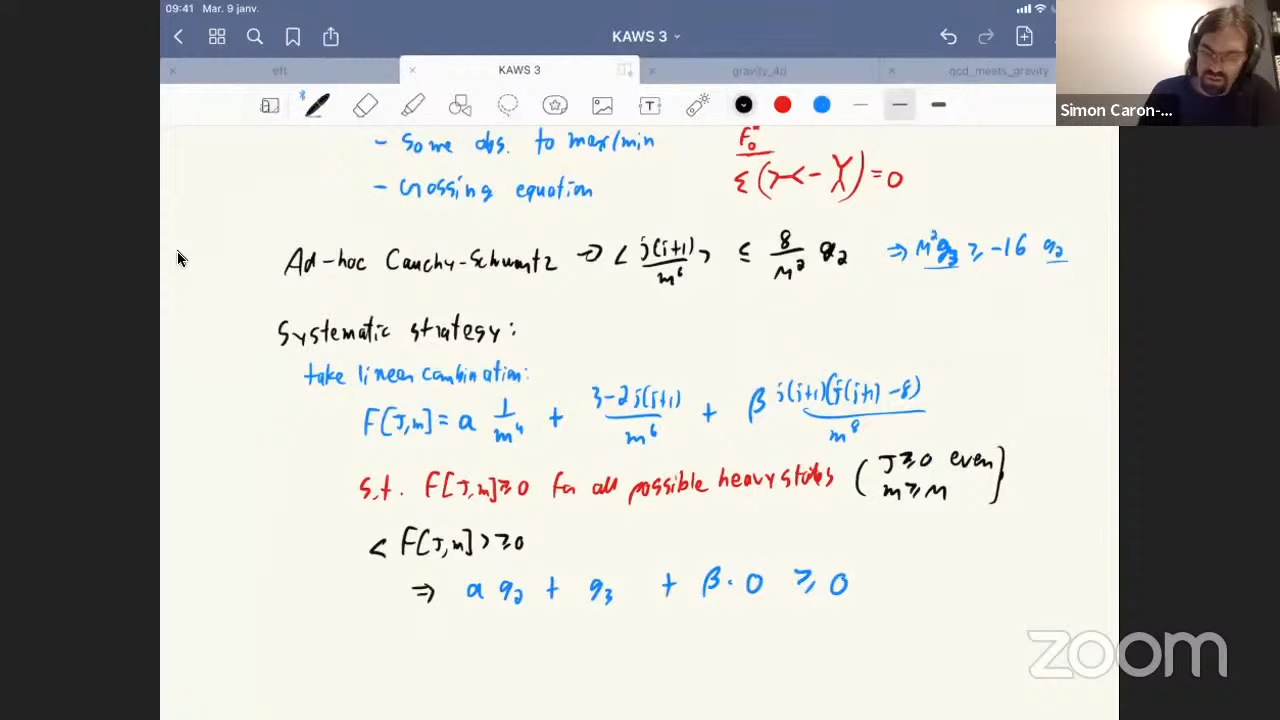 09:41 Mar. 9 janv.
KAWS 3
eft
KAWS 3
gravity_4d
qcd_meets_gravity
Simon Caron-...
- Some obs. to max/min
- Crossing equation
Σ(>-< - Y) = 0
Ad-hoc Cauchy-Schwartz → < j(j+1)/m⁶ > ≤ 8/M² g₂ ⇒ M²g₃ ≥ -16 g₂
Systematic strategy:
take linear combination:
F[J,m] = a 1/m⁴ + 3-2j(j+1)/m⁶ + β j(j+1)(j(j+1)-8)/m⁸
s.t. F[J,m] ≥ 0 for all possible heavy states (J ≥ 0 even
m ≥ M)
< F[J,m] > ≥ 0
⇒ a g₂ + g₃ + β · 0 ≥ 0
zoom